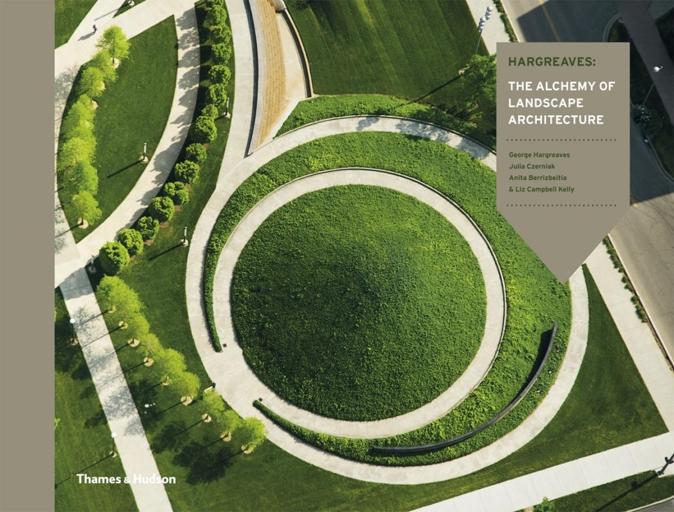 HARGREAVES:
THE ALCHEMY OF
LANDSCAPE
ARCHITECTURE
George Hargreaves
Julia Czerniak
Anita Berrizbeitia
& Liz Campbell Kelly
Thames & Hudson